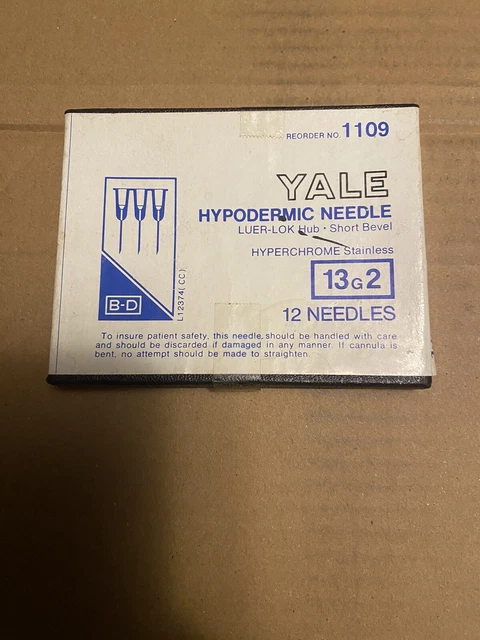 REORDER NO. 1109
YALE
HYPODERMIC NEEDLE
LUER-LOK Hub • Short Bevel
HYPERCHROME Stainless
13G2
12 NEEDLES
B-D
L12374(CC)
To insure patient safety, this needle should be handled with care
and should be discarded if damaged in any manner. If cannula is
bent, no attempt should be made to straighten.